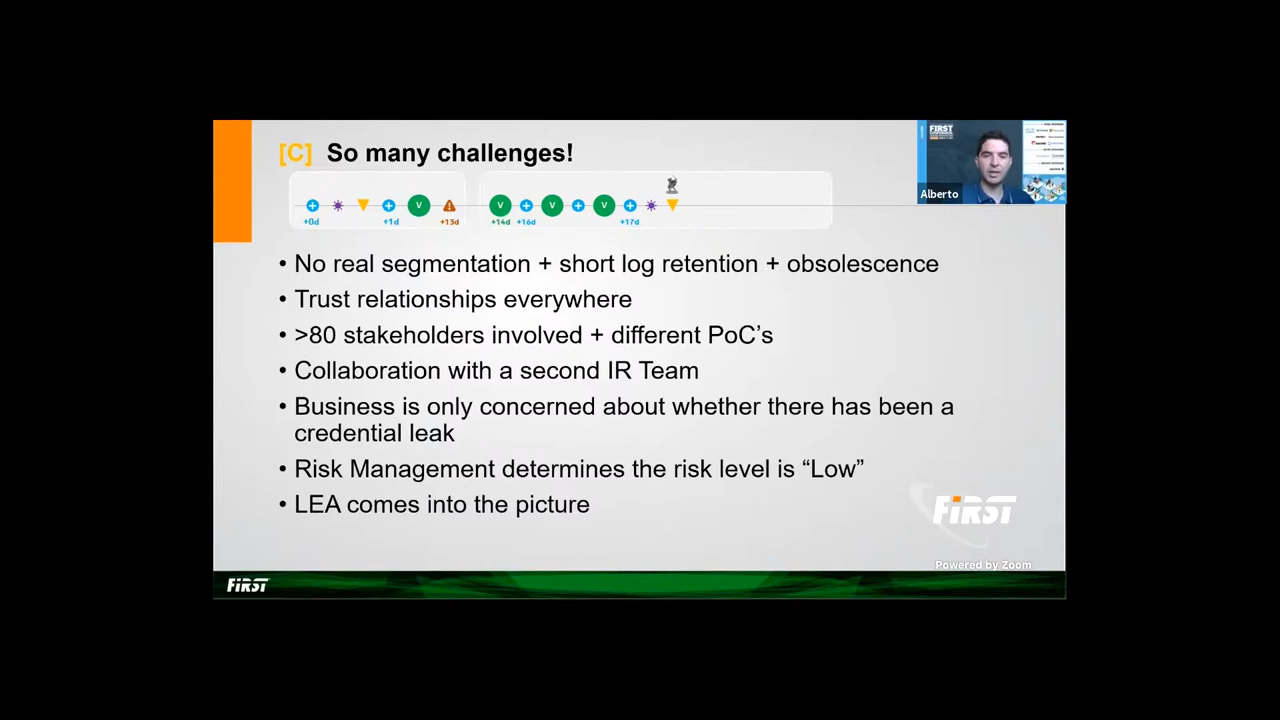 [C] So many challenges!
V
V
V
V
+0d
+1d
+13d
+14d
+16d
+17d
• No real segmentation + short log retention + obsolescence
• Trust relationships everywhere
• >80 stakeholders involved + different PoC’s
• Collaboration with a second IR Team
• Business is only concerned about whether there has been a
credential leak
• Risk Management determines the risk level is “Low”
• LEA comes into the picture
FIRST
Alberto
FiRST
Powered by Zoom
FiRST